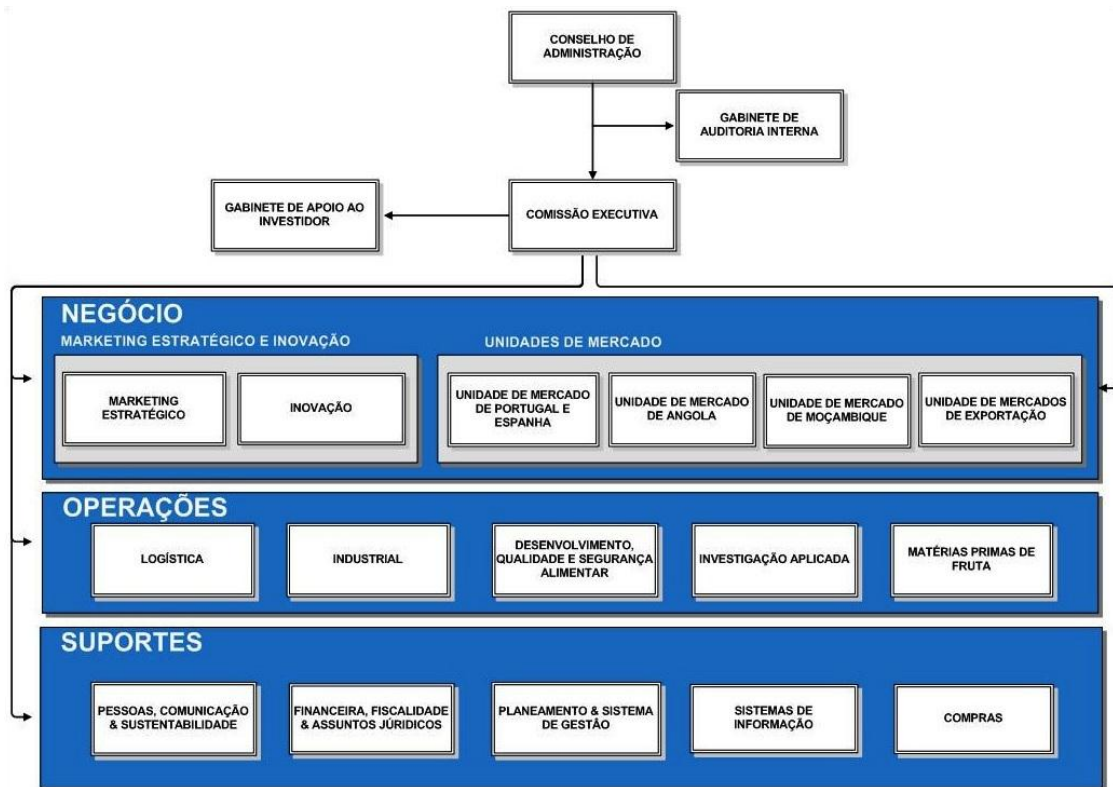 CONSELHO DE
ADMINISTRAÇÃO
GABINETE DE
AUDITORIA INTERNA
GABINETE DE APOIO AO
INVESTIDOR
COMISSÃO EXECUTIVA
NEGÓCIO
MARKETING ESTRATÉGICO E INOVAÇÃO
MARKETING
ESTRATÉGICO
INOVAÇÃO
UNIDADES DE MERCADO
UNIDADE DE MERCADO
DE PORTUGAL E
ESPANHA
UNIDADE DE MERCADO
DE ANGOLA
UNIDADE DE MERCADO
DE MOÇAMBIQUE
UNIDADE DE MERCADOS
DE EXPORTAÇÃO
OPERAÇÕES
LOGÍSTICA
INDUSTRIAL
DESENVOLVIMENTO,
QUALIDADE E SEGURANÇA
ALIMENTAR
INVESTIGAÇÃO APLICADA
MATÉRIAS PRIMAS DE
FRUTA
SUPORTES
PESSOAS, COMUNICAÇÃO
& SUSTENTABILIDADE
FINANCEIRA, FISCALIDADE
& ASSUNTOS JÚRIDICOS
PLANEAMENTO & SISTEMA
DE GESTÃO
SISTEMAS DE
INFORMAÇÃO
COMPRAS